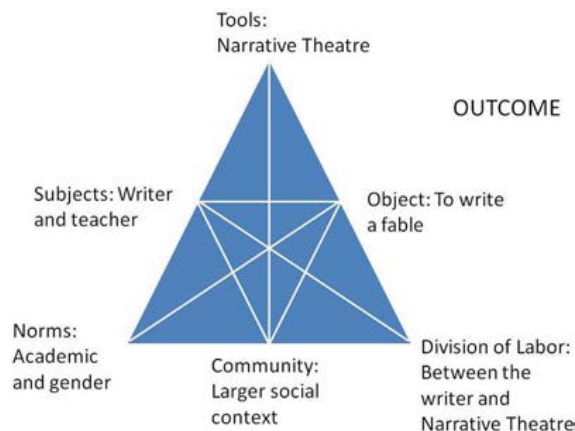 Tools:
Narrative Theatre
OUTCOME
Subjects: Writer
and teacher
Object: To write
a fable
Norms:
Academic
and gender
Community:
Larger social
context
Division of Labor:
Between the
writer and
Narrative Theatre